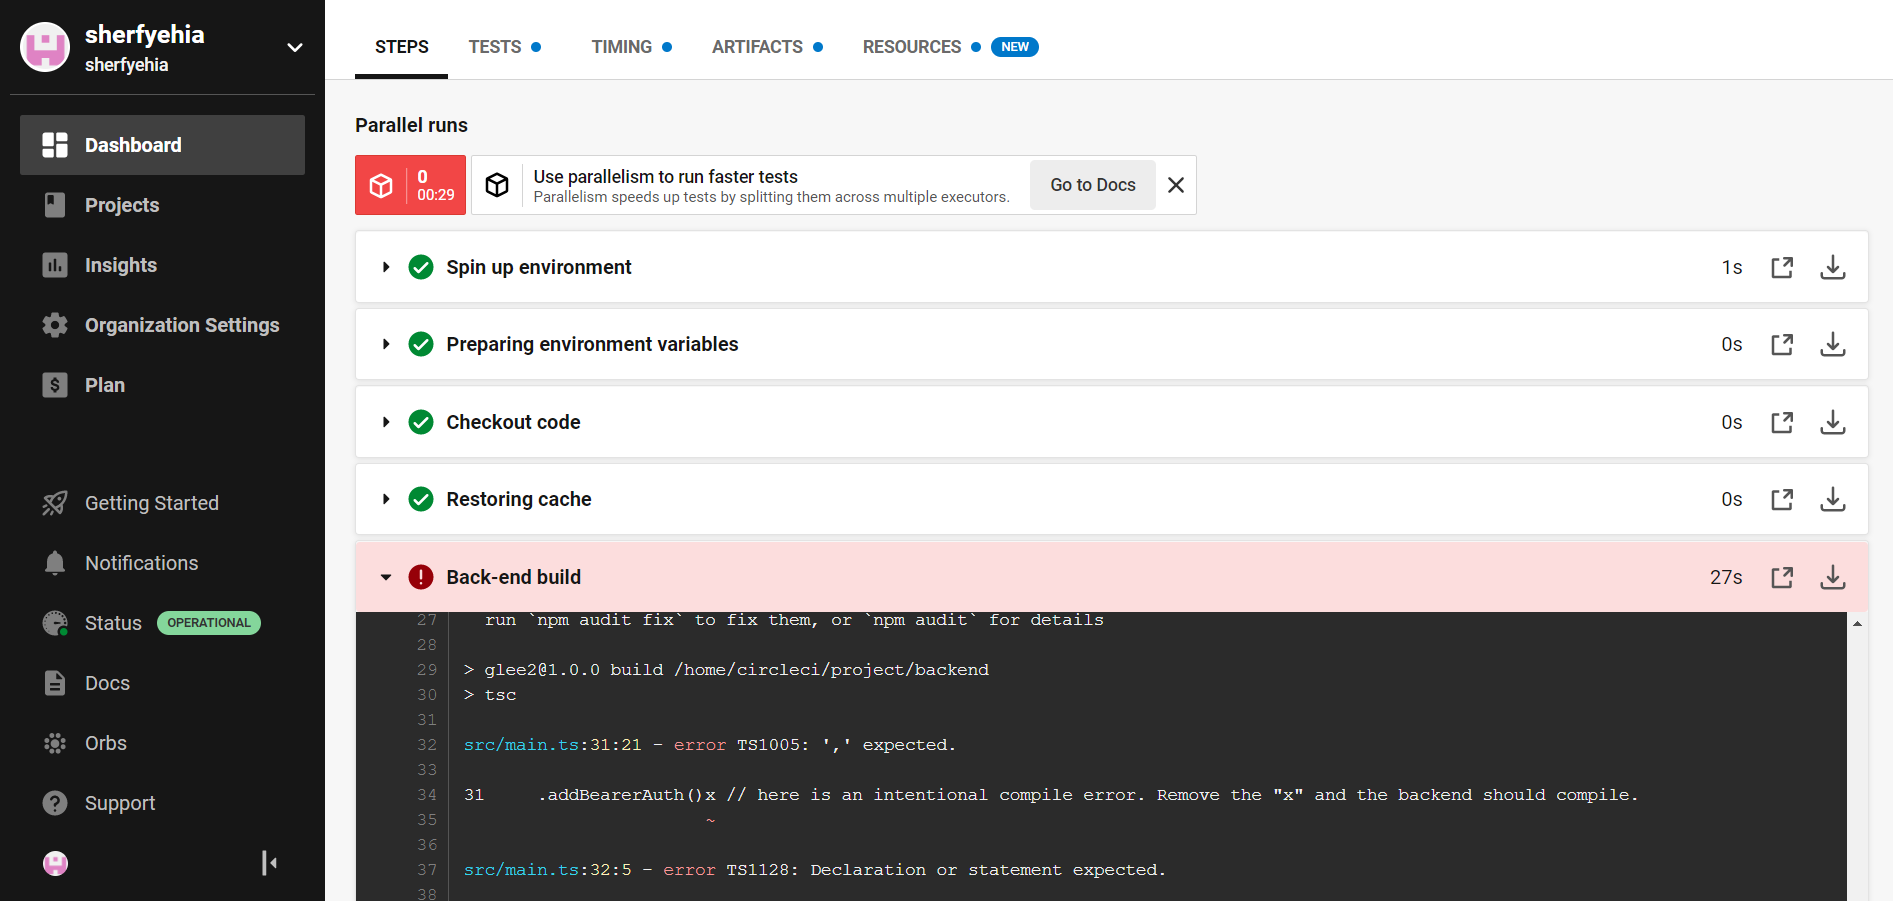 sherfyehia
sherfyehia
Dashboard
Projects
Insights
Organization Settings
$ Plan
Getting Started
Notifications
Status OPERATIONAL
Docs
Orbs
? Support
STEPS TESTS TIMING ARTIFACTS RESOURCES NEW
Parallel runs
0
00:29
Use parallelism to run faster tests
Parallelism speeds up tests by splitting them across multiple executors.
Go to Docs
Spin up environment 1s
Preparing environment variables 0s
Checkout code 0s
Restoring cache 0s
! Back-end build 27s
27 run `npm audit fix` to fix them, or `npm audit` for details
28
29 > glee2@1.0.0 build /home/circleci/project/backend
30 > tsc
31
32 src/main.ts:31:21 - error TS1005: ',' expected.
33
34 31 .addBearerAuth()x // here is an intentional compile error. Remove the "x" and the backend should compile.
35 ~
36
37 src/main.ts:32:5 - error TS1128: Declaration or statement expected.
38